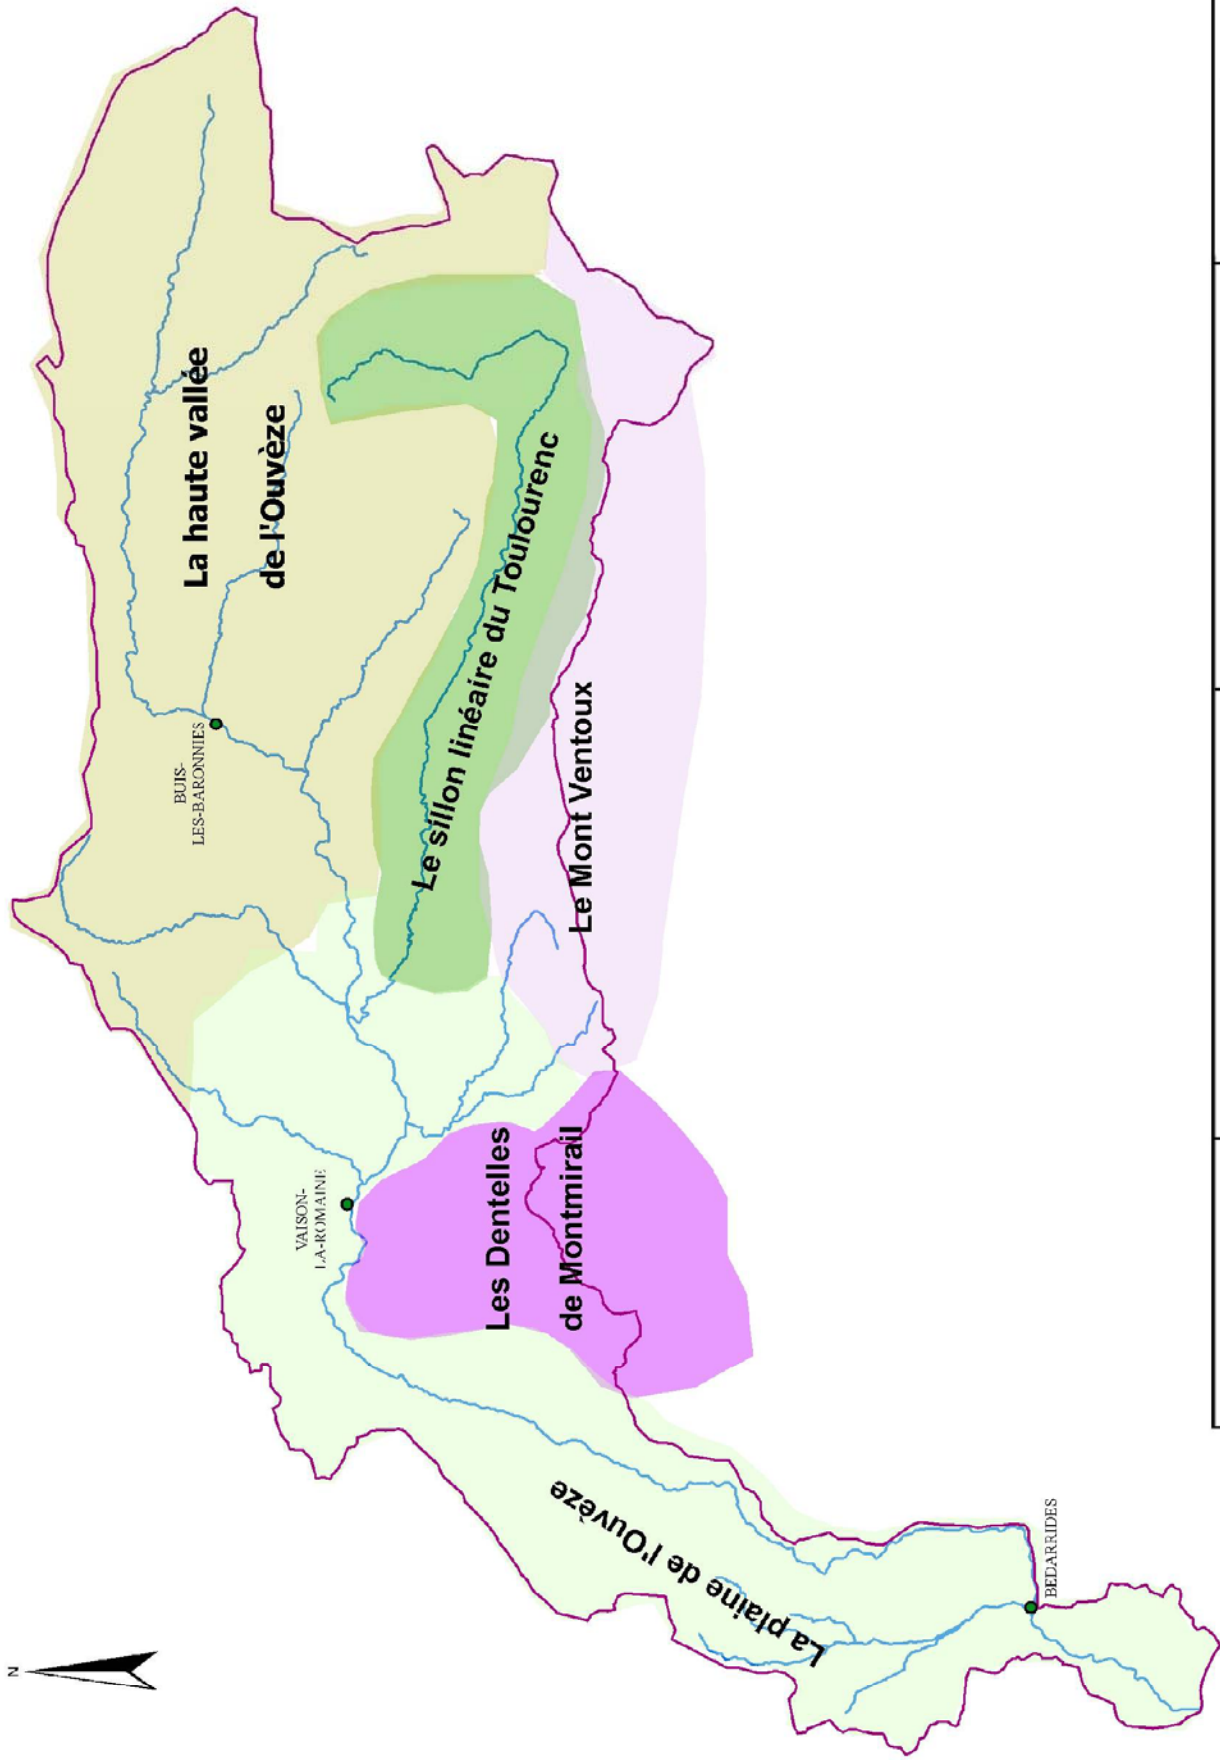 N
La haute vallée
de l'Ouvèze
BUIS-
LES-BARONNIES
Le sillon linéaire du Toulourenc
Le Mont Ventoux
VAISON-
LA-ROMAINE
Les Dentelles
de Montmirail
La plaine de l'Ouvèze
BEDARRIDES